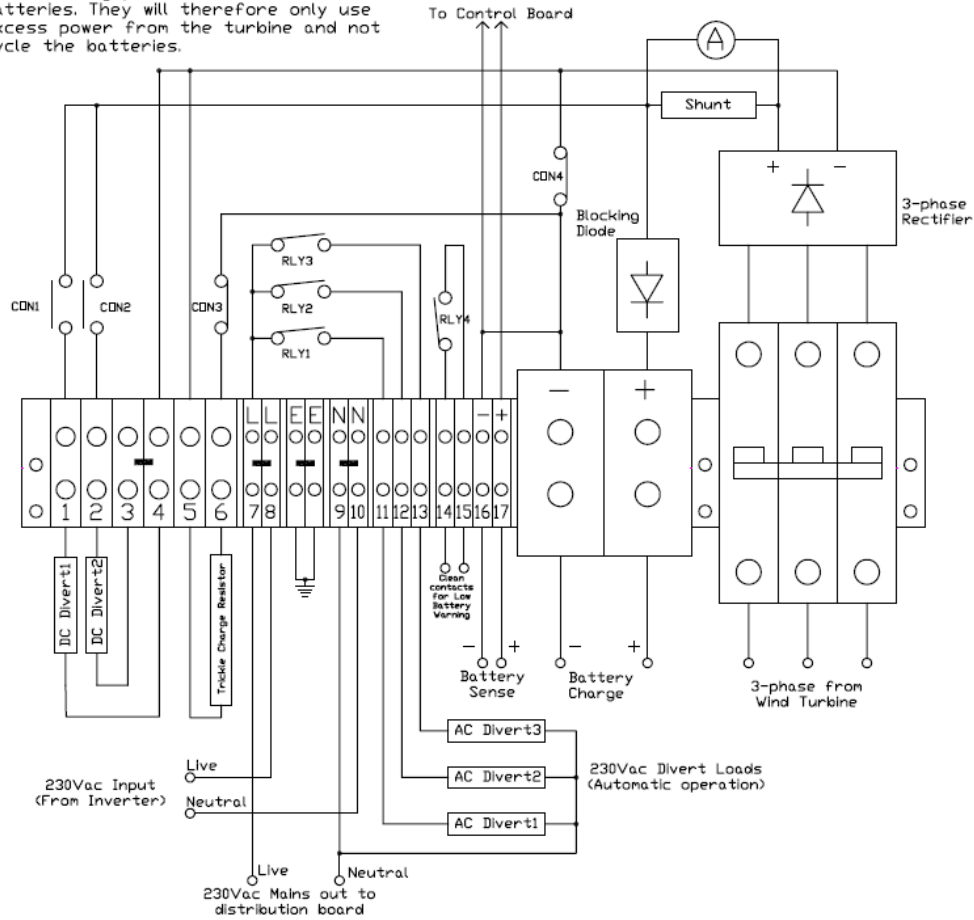 atteries. They will therefore only use
xcess power from the turbine and not
ycle the batteries.
To Control Board
A
Shunt
+ -
3-phase
Rectifier
CON4
Blocking
Diode
RLY3
RLY2
RLY1
RLY4
CON1
CON2
CON3
L L E E N N - +
- +
1 2 3 4 5 6 7 8 9 10 11 12 13 14 15 16 17
DC Divert1
DC Divert2
Trickle Charge Resistor
Clean
contacts
for Low
Battery
Warning
- +
Battery
Sense
- +
Battery
Charge
3-phase from
Wind Turbine
AC Divert3
AC Divert2
AC Divert1
230Vac Divert Loads
(Automatic operation)
230Vac Input
(From Inverter)
Live
Neutral
Live
Neutral
230Vac Mains out to
distribution board